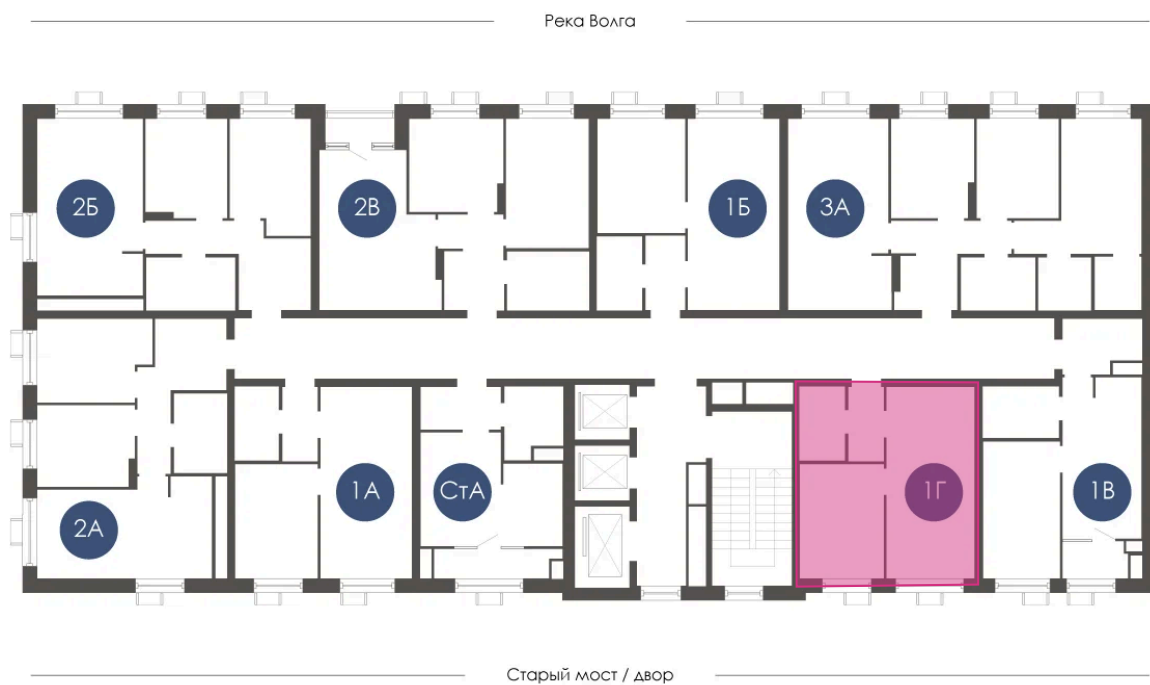 Река Волга
2Б
2В
1Б
3А
2А
1А
СтА
1Г
1В
Старый мост / двор